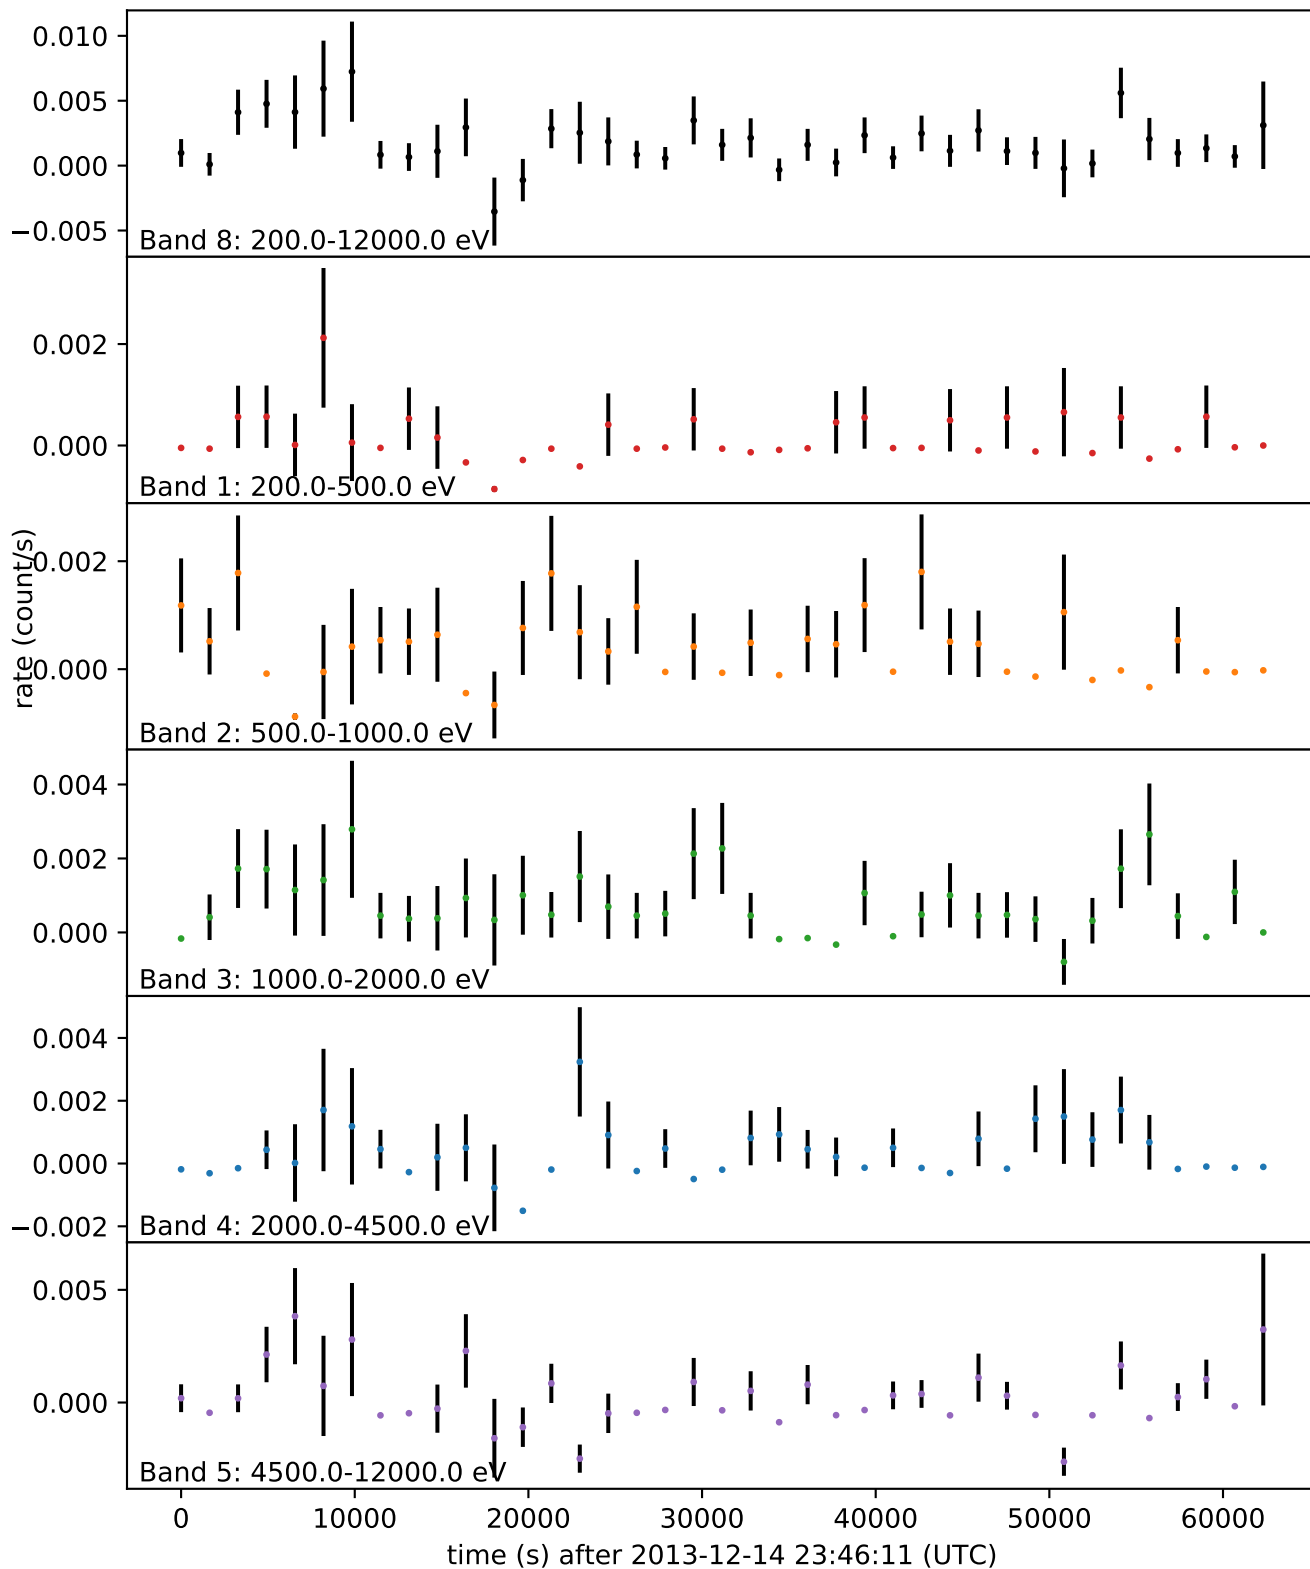 0.010
0.005
0.000
−0.005
Band 8: 200.0-12000.0 eV
0.002
0.000
Band 1: 200.0-500.0 eV
rate (count/s)
0.002
0.000
Band 2: 500.0-1000.0 eV
0.004
0.002
0.000
Band 3: 1000.0-2000.0 eV
0.004
0.002
0.000
−0.002
Band 4: 2000.0-4500.0 eV
0.005
0.000
Band 5: 4500.0-12000.0 eV
0 10000 20000 30000 40000 50000 60000
time (s) after 2013-12-14 23:46:11 (UTC)